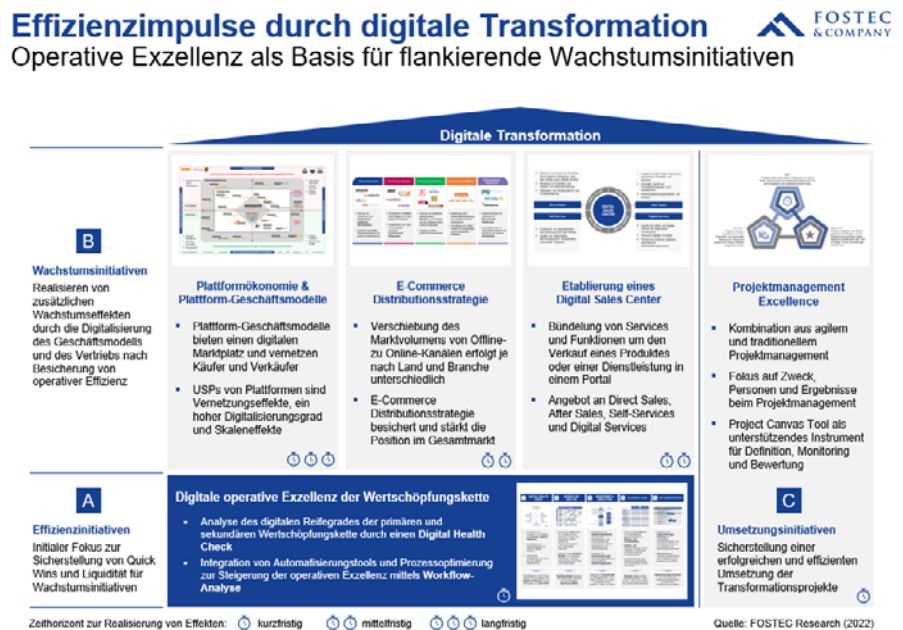 Effizienzimpulse durch digitale Transformation
Operative Exzellenz als Basis für flankierende Wachstumsinitiativen
FOSTEC
& COMPANY
Digitale Transformation
B
Wachstumsinitiativen
Realisieren von
zusätzlichen
Wachstumseffekten
durch die Digitalisierung
des Geschäftsmodells
und des Vertriebs nach
Besicherung von
operativer Effizienz
Plattformökonomie &
Plattform-Geschäftsmodelle
Plattform-Geschäftsmodelle
bieten einen digitalen
Marktplatz und vernetzen
Käufer und Verkäufer
USPs von Plattformen sind
Vernetzungseffekte, ein
hoher Digitalisierungsgrad
und Skaleneffekte
E-Commerce
Distributionsstrategie
Verschiebung des
Marktvolumens von Offline-
zu Online-Kanälen erfolgt je
nach Land und Branche
unterschiedlich
E-Commerce
Distributionsstrategie
besichert und stärkt die
Position im Gesamtmarkt
Etablierung eines
Digital Sales Center
Bündelung von Services
und Funktionen um den
Verkauf eines Produktes
oder einer Dienstleistung in
einem Portal
Angebot an Direct Sales,
After Sales, Self-Services
und Digital Services
Projektmanagement
Excellence
Kombination aus agilem
und traditionellem
Projektmanagement
Fokus auf Zweck,
Personen und Ergebnisse
beim Projektmanagement
Project Canvas Tool als
unterstützendes Instrument
für Definition, Monitoring
und Bewertung
A
Effizienzinitiativen
Initialer Fokus zur
Sicherstellung von Quick
Wins und Liquidität für
Wachstumsinitiativen
Digitale operative Exzellenz der Wertschöpfungskette
Analyse des digitalen Reifegrades der primären und
sekundären Wertschöpfungskette durch einen Digital Health
Check
Integration von Automatisierungstools und Prozessoptimierung
zur Steigerung der operativen Exzellenz mittels Workflow-
Analyse
C
Umsetzungsinitiativen
Sicherstellung einer
erfolgreichen und effizienten
Umsetzung der
Transformationsprojekte
Zeithorizont zur Realisierung von Effekten: kurzfristig mittelfristig langfristig
Quelle: FOSTEC Research (2022)